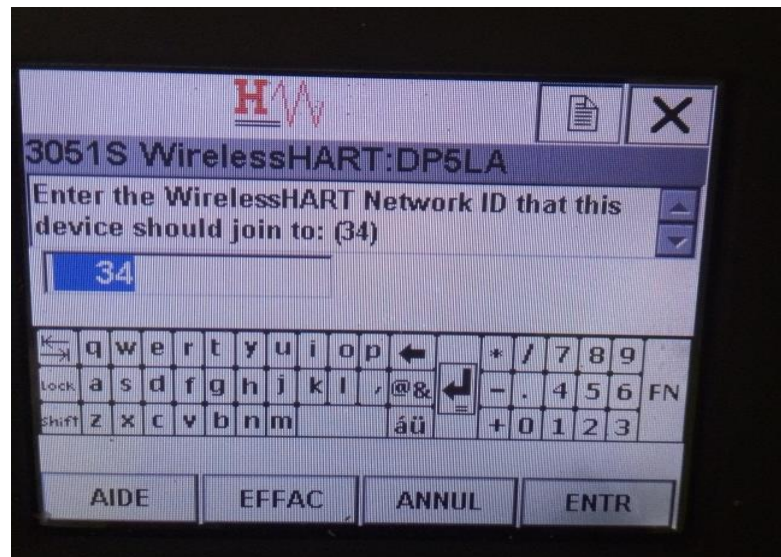 H
3051S WirelessHART:DP5LA
Enter the WirelessHART Network ID that this
device should join to: (34)
34
q w e r t y u i o p * / 7 8 9
Lock a s d f g h j k l , @& - . 4 5 6 FN
Shift z x c v b n m áü = + 0 1 2 3
AIDE EFFAC ANNUL ENTR